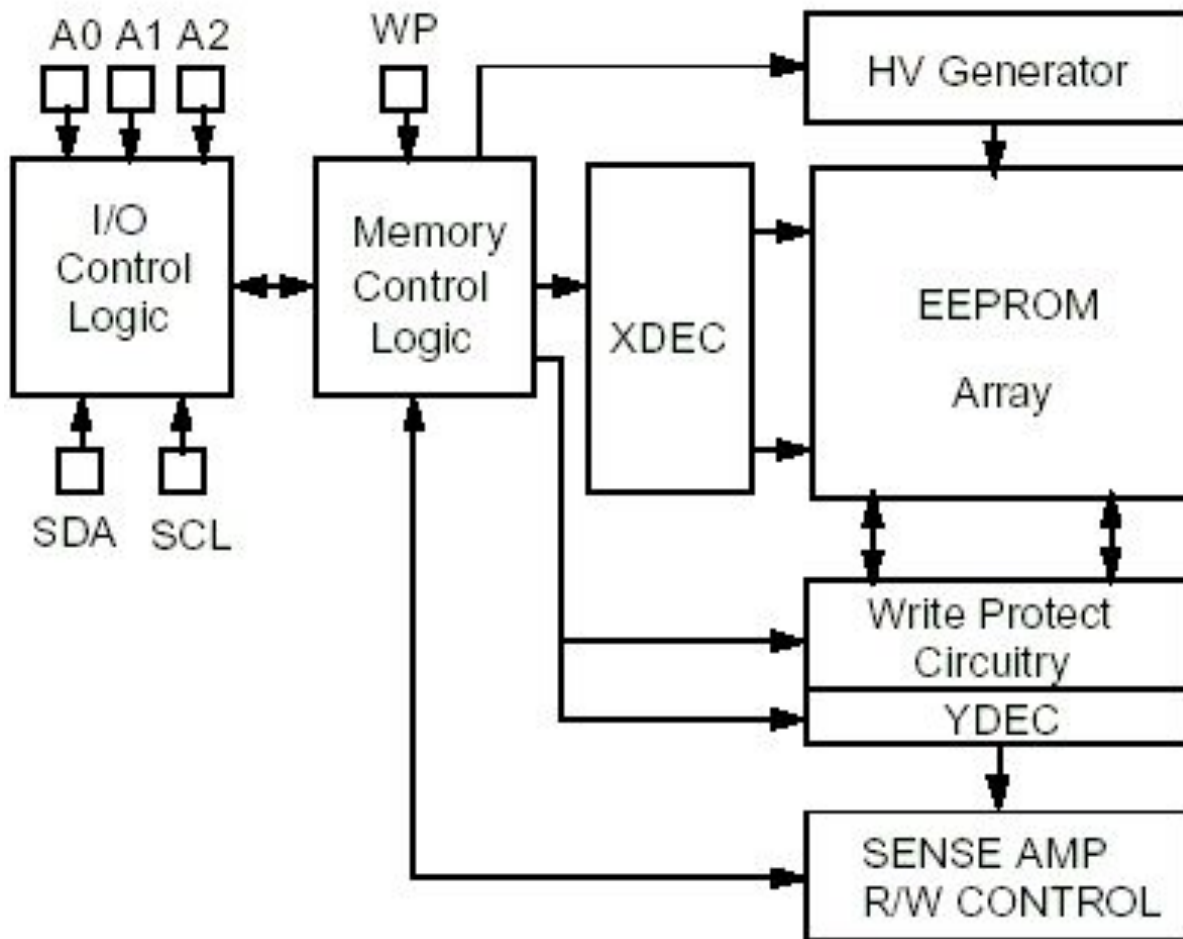 A0 A1 A2
WP
HV Generator
I/O
Control
Logic
Memory
Control
Logic
XDEC
EEPROM
Array
SDA SCL
Write Protect
Circuitry
YDEC
SENSE AMP
R/W CONTROL